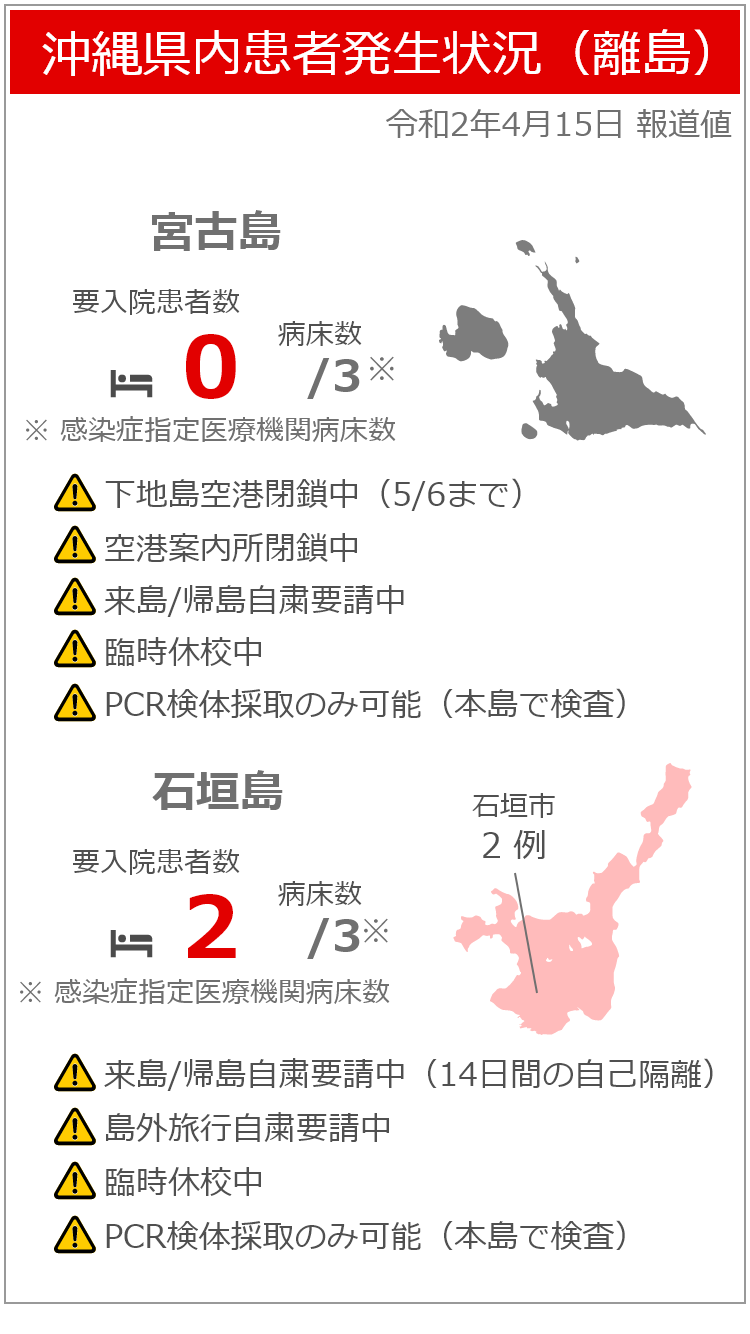 沖縄県内患者発生状況（離島）
令和2年4月15日 報道値
宮古島
要入院患者数
病床数
0
/3※
※ 感染症指定医療機関病床数
下地島空港閉鎖中（5/6まで）
空港案内所閉鎖中
来島/帰島自粛要請中
臨時休校中
PCR検体採取のみ可能（本島で検査）
石垣島
石垣市
2 例
要入院患者数
病床数
2
/3※
※ 感染症指定医療機関病床数
来島/帰島自粛要請中（14日間の自己隔離）
島外旅行自粛要請中
臨時休校中
PCR検体採取のみ可能（本島で検査）